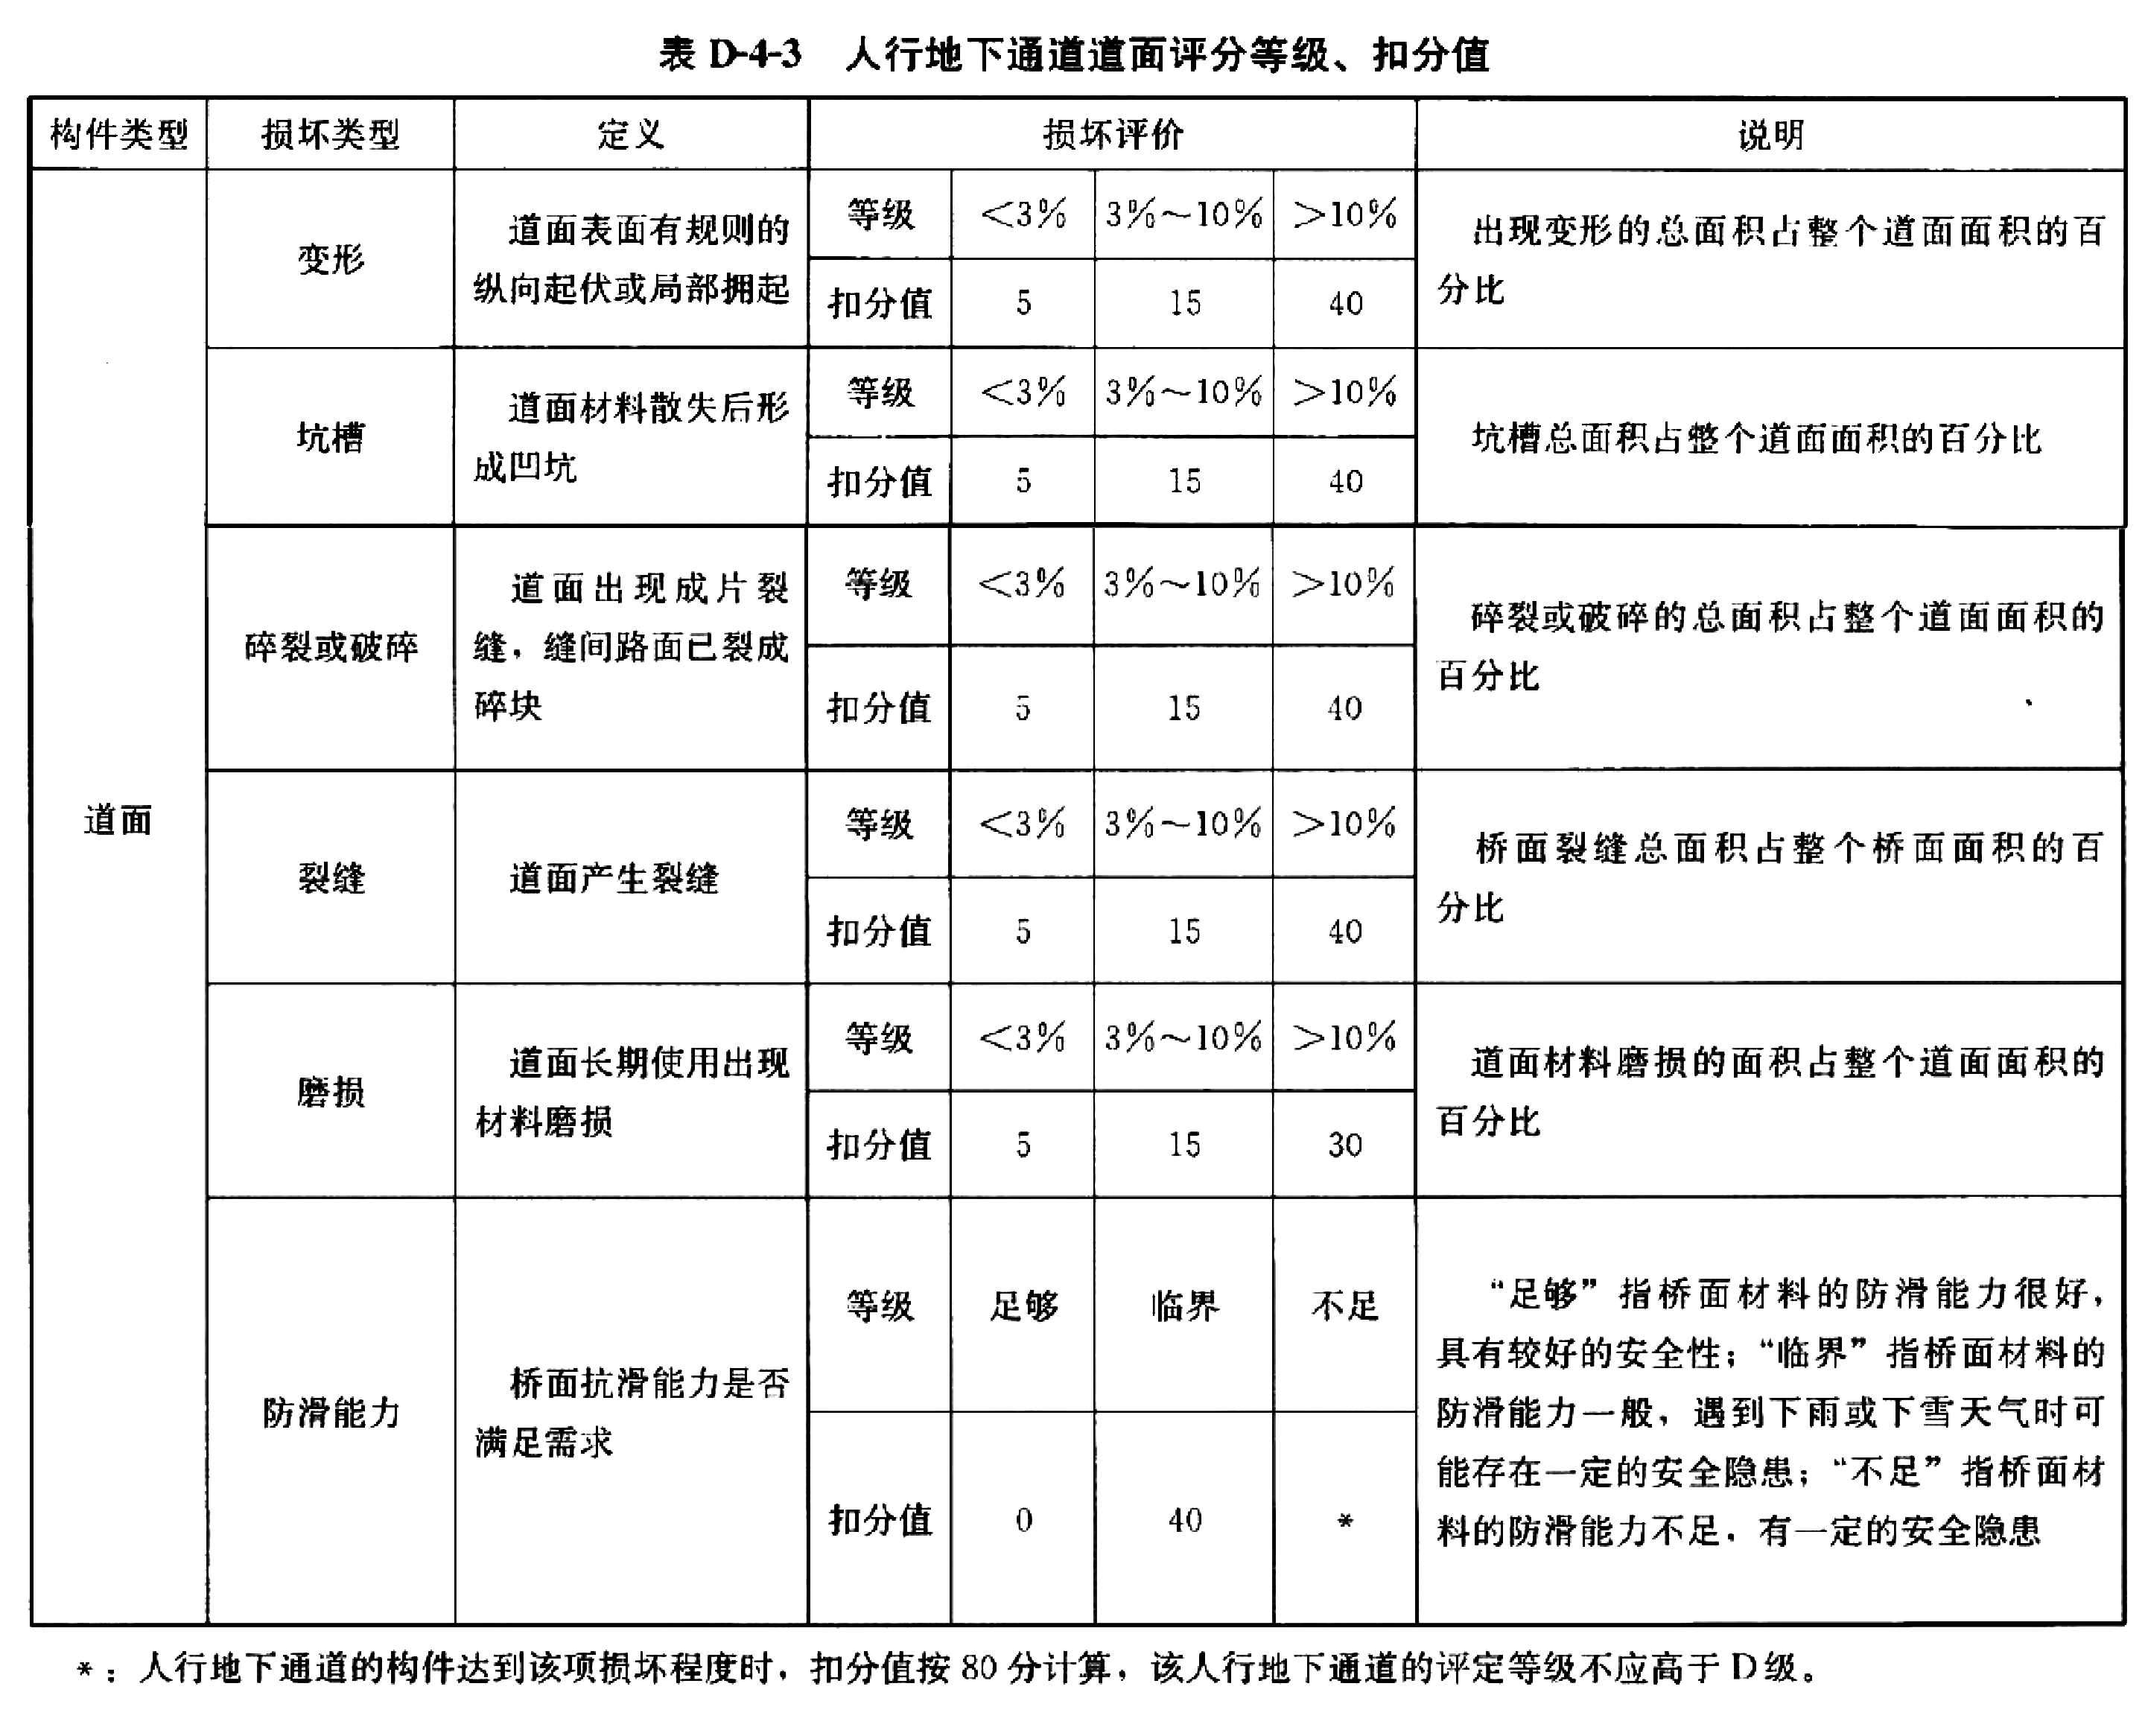 表 D-4-3 人行地下通道道面评分等级、扣分值
构件类型 损坏类型 定义 损坏评价 说明
道面
变形
道面表面有规则的
纵向起伏或局部拥起
等级 <3% 3%～10% >10%
扣分值 5 15 40
出现变形的总面积占整个道面面积的百
分比
坑槽
道面材料散失后形
成凹坑
等级 <3% 3%～10% >10%
扣分值 5 15 40
坑槽总面积占整个道面面积的百分比
碎裂或破碎
道面出现成片裂
缝，缝间路面已裂成
碎块
等级 <3% 3%～10% >10%
扣分值 5 15 40
碎裂或破碎的总面积占整个道面面积的
百分比
裂缝
道面产生裂缝
等级 <3% 3%～10% >10%
扣分值 5 15 40
桥面裂缝总面积占整个桥面面积的百
分比
磨损
道面长期使用出现
材料磨损
等级 <3% 3%～10% >10%
扣分值 5 15 30
道面材料磨损的面积占整个道面面积的
百分比
防滑能力
桥面抗滑能力是否
满足需求
等级 足够 临界 不足
扣分值 0 40 *
“足够”指桥面材料的防滑能力很好，
具有较好的安全性；“临界”指桥面材料的
防滑能力一般，遇到下雨或下雪天气时可
能存在一定的安全隐患；“不足”指桥面材
料的防滑能力不足，有一定的安全隐患
*：人行地下通道的构件达到该项损坏程度时，扣分值按 80 分计算，该人行地下通道的评定等级不应高于 D 级。